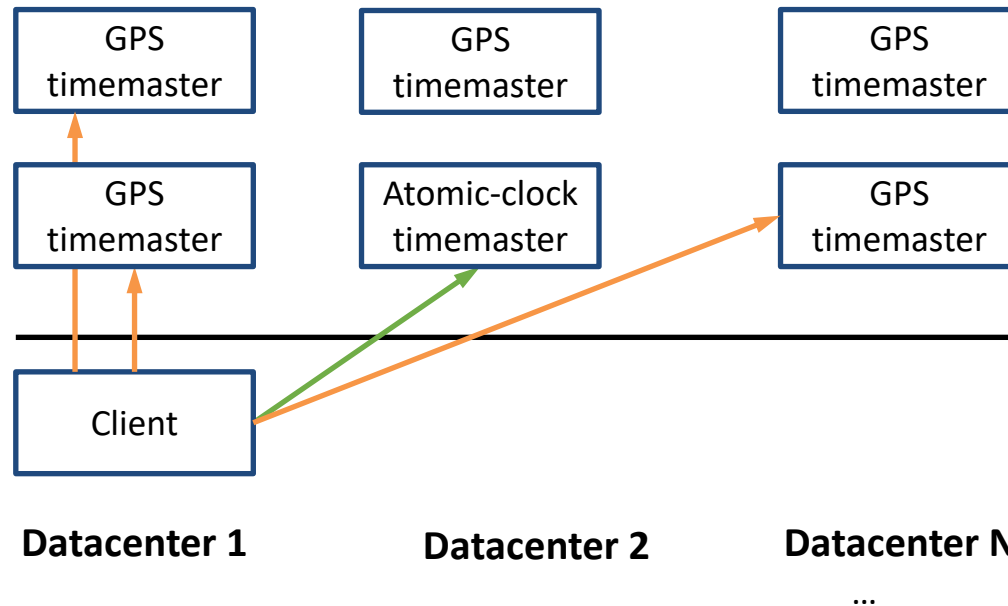 GPS
timemaster
GPS
timemaster
GPS
timemaster
GPS
timemaster
Atomic-clock
timemaster
GPS
timemaster
Client
Datacenter 1
Datacenter 2
Datacenter N
...